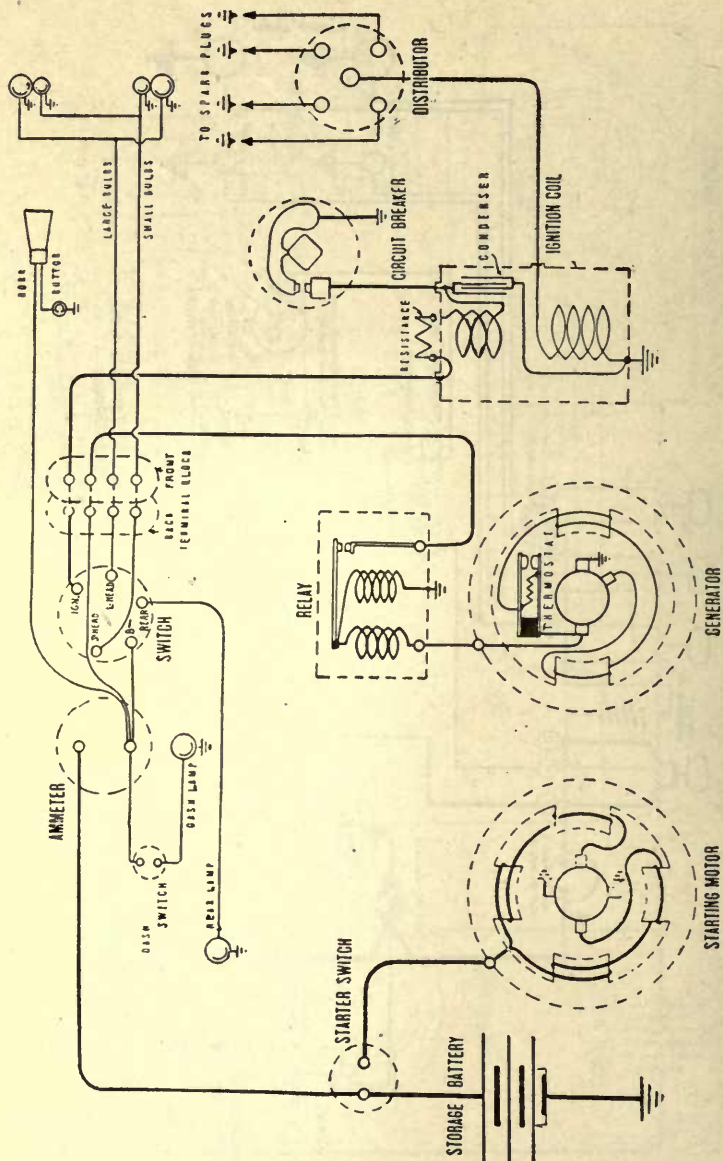 TO SPARK PLUGS
DISTRIBUTOR
LARGE BULBS
SMALL BULBS
HORN
BUTTON
CIRCUIT BREAKER
CONDENSER
IGNITION COIL
RESISTANCE
FRONT
BACK
TERMINAL BLOCK
IGN.
L-HEAD
B-
REAR
SWITCH
RELAY
THERMOSTAT
GENERATOR
AMMETER
DASH LAMP
DASH
SWITCH
REAR LAMP
STARTER SWITCH
STARTING MOTOR
STORAGE BATTERY